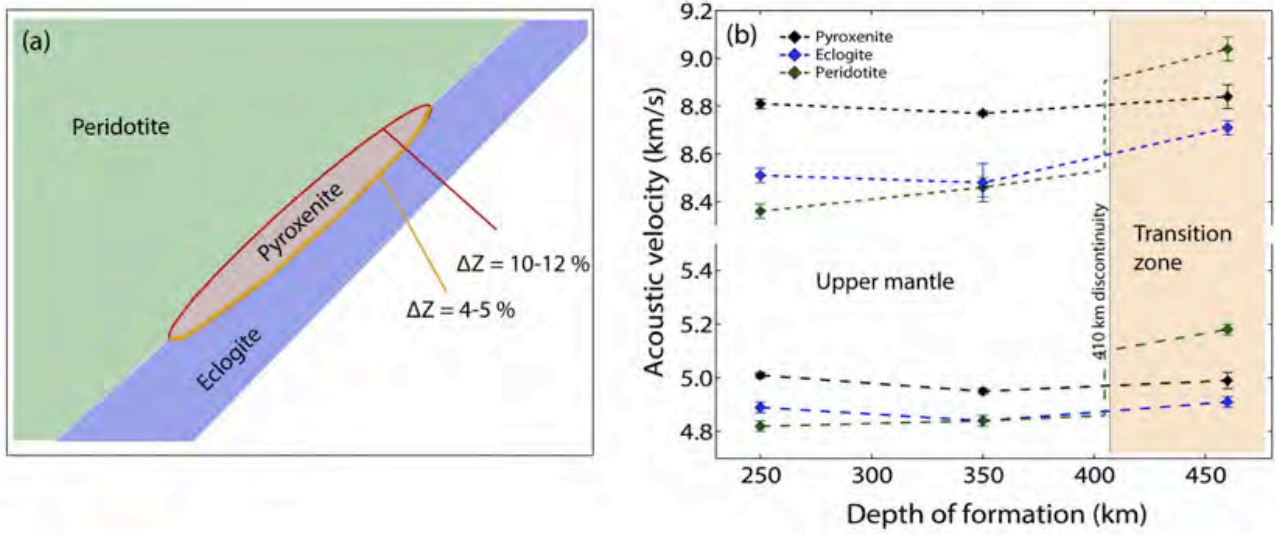 (a)
Peridotite
Pyroxenite
Eclogite
ΔZ = 10-12 %
ΔZ = 4-5 %
(b)
Pyroxenite
Eclogite
Peridotite
Acoustic velocity (km/s)
9.2
9.0
8.8
8.6
8.4
5.4
5.2
5.0
4.8
Upper mantle
410 km discontinuity
Transition
zone
250
300
350
400
450
Depth of formation (km)